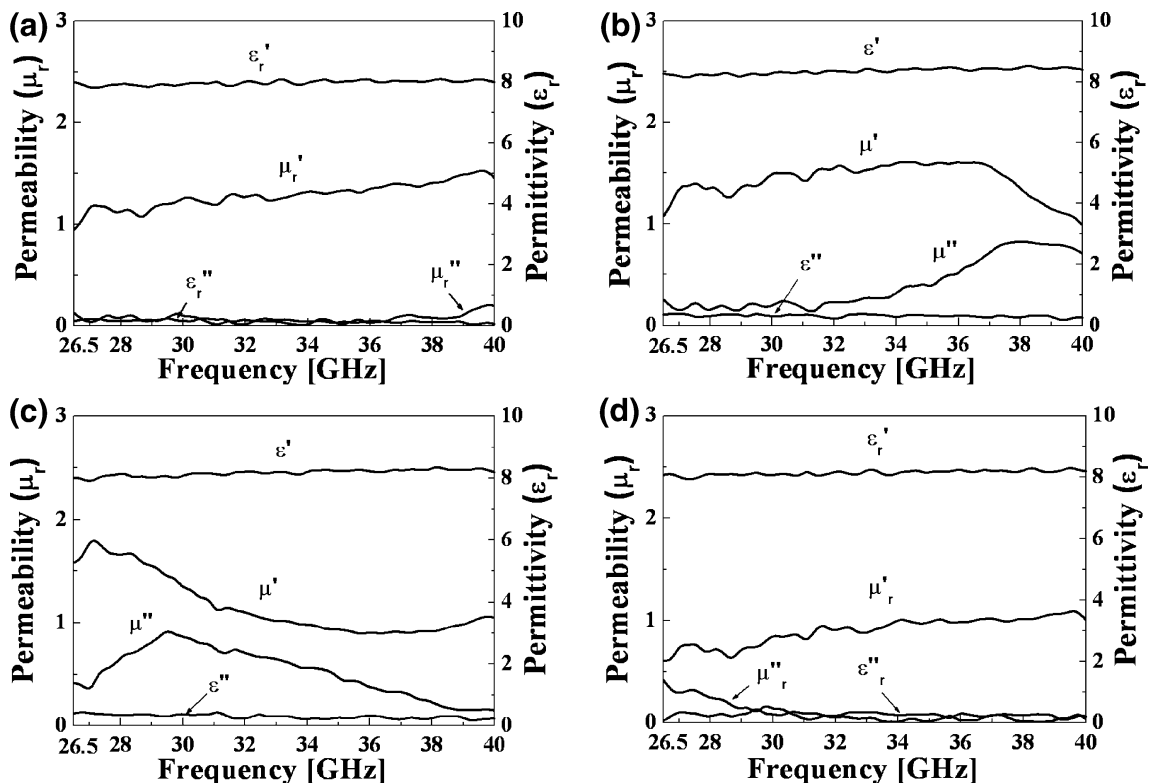 (a)
3
2
1
0
Permeability (μr)
10
8
6
4
2
0
Permittivity (εr)
εr'
μr'
εr''
μr''
26.5 28 30 32 34 36 38 40
Frequency [GHz]
(b)
3
2
1
0
Permeability (μr)
10
8
6
4
2
0
Permittivity (εr)
ε'
μ'
ε''
μ''
26.5 28 30 32 34 36 38 40
Frequency [GHz]
(c)
3
2
1
0
Permeability (μr)
10
8
6
4
2
0
Permittivity (εr)
ε'
μ'
μ''
ε''
26.5 28 30 32 34 36 38 40
Frequency [GHz]
(d)
3
2
1
0
Permeability (μr)
10
8
6
4
2
0
Permittivity (εr)
εr'
μ'r
μ''r
ε''r
26.5 28 30 32 34 36 38 40
Frequency [GHz]